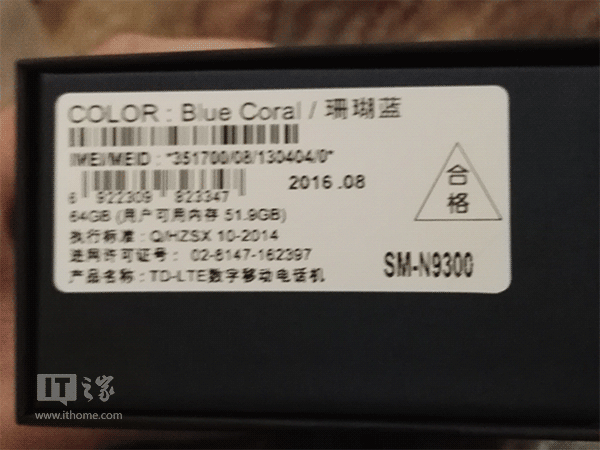 COLOR : Blue Coral / 珊瑚蓝
IMEI/MEID : "351700/08/130404/0"
6 922309 823347
2016.08
合格
64GB (用户可用内存 51.9GB)
执行标准 : Q/HZSX 10-2014
进网许可证号 : 02-8147-162397
产品名称 : TD-LTE数字移动电话机
SM-N9300
IT之家
www.ithome.com